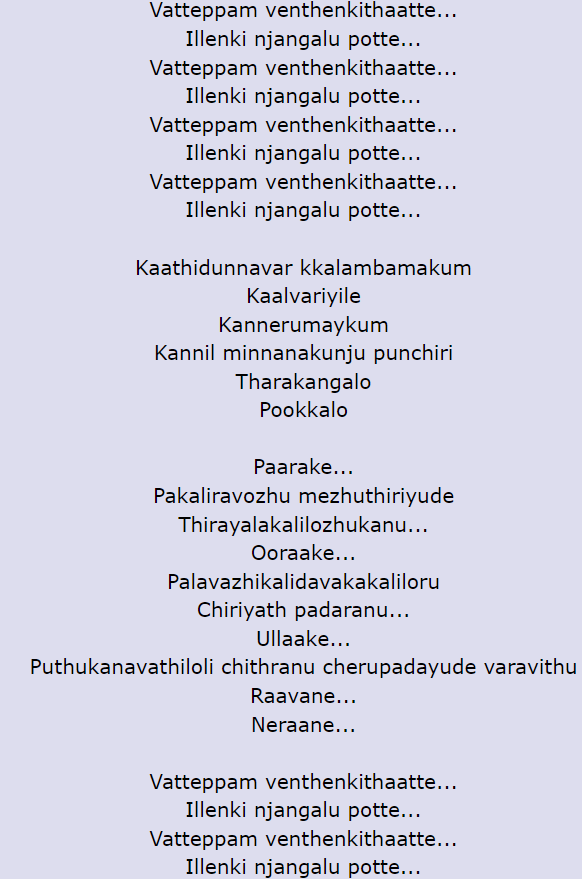 Vatteppam venthenkithaatte...
Illenki njangalu potte...
Vatteppam venthenkithaatte...
Illenki njangalu potte...
Vatteppam venthenkithaatte...
Illenki njangalu potte...
Vatteppam venthenkithaatte...
Illenki njangalu potte...
Kaathidunnavar kkalambamakum
Kaalvariyile
Kannerumaykum
Kannil minnanakunju punchiri
Tharakangalo
Pookkalo
Paarake...
Pakaliravozhu mezhuthiriyude
Thirayalakalilozhukanu...
Ooraake...
Palavazhikalidavakakaliloru
Chiriyath padaranu...
Ullaake...
Puthukanavathiloli chithranu cherupadayude varavithu
Raavane...
Neraane...
Vatteppam venthenkithaatte...
Illenki njangalu potte...
Vatteppam venthenkithaatte...
Illenki njangalu potte...